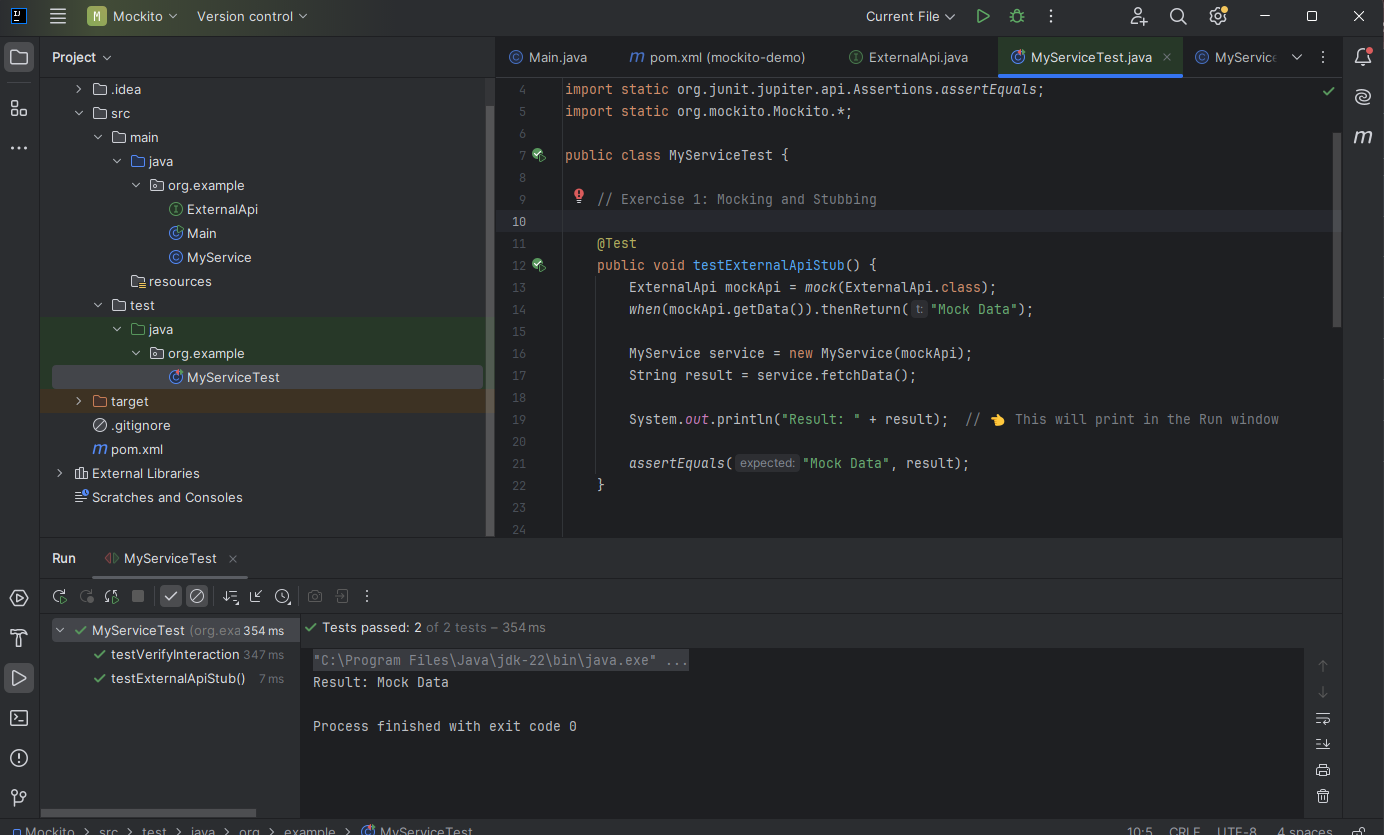 M Mockito Version control Current File
Project
.idea
src
main
java
org.example
ExternalApi
Main
MyService
resources
test
java
org.example
MyServiceTest
target
.gitignore
pom.xml
External Libraries
Scratches and Consoles
Main.java pom.xml (mockito-demo) ExternalApi.java MyServiceTest.java MyService
4 import static org.junit.jupiter.api.Assertions.assertEquals;
5 import static org.mockito.Mockito.*;
6
7 public class MyServiceTest {
8
9 // Exercise 1: Mocking and Stubbing
10
11 @Test
12 public void testExternalApiStub() {
13 ExternalApi mockApi = mock(ExternalApi.class);
14 when(mockApi.getData()).thenReturn( t: "Mock Data");
15
16 MyService service = new MyService(mockApi);
17 String result = service.fetchData();
18
19 System.out.println("Result: " + result); // 👈 This will print in the Run window
20
21 assertEquals( expected: "Mock Data", result);
22 }
23
24
Run MyServiceTest
MyServiceTest (org.exa 354 ms
testVerifyInteraction 347 ms
testExternalApiStub() 7 ms
Tests passed: 2 of 2 tests – 354 ms
"C:\Program Files\Java\jdk-22\bin\java.exe" ...
Result: Mock Data
Process finished with exit code 0
Mockito > src > test > java > org > example > MyServiceTest 10:5 CRLF UTF-8 4 spaces